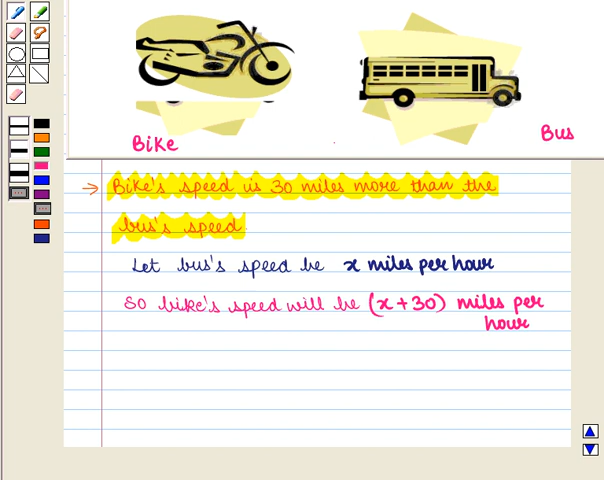 Bike
Bus
→ Bike's speed is 30 miles more than the
bus's speed.
Let bus's speed be x miles per hour
So bike's speed will be (x+30) miles per
hour